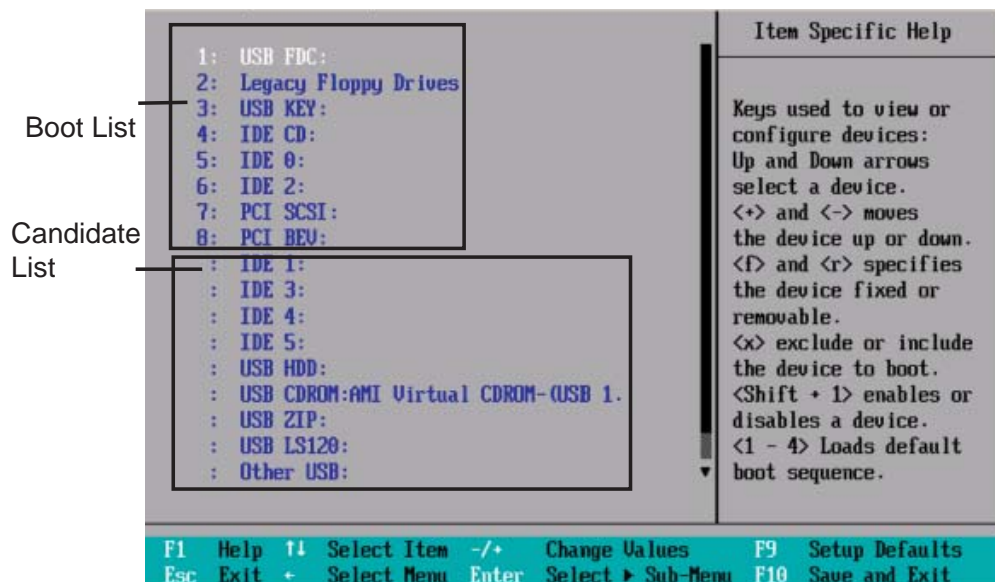 Boot List
Candidate
List
1: USB FDC:
2: Legacy Floppy Drives
3: USB KEY:
4: IDE CD:
5: IDE 0:
6: IDE 2:
7: PCI SCSI:
8: PCI BEV:
: IDE 1:
: IDE 3:
: IDE 4:
: IDE 5:
: USB HDD:
: USB CDROM:AMI Virtual CDROM-(USB 1.
: USB ZIP:
: USB LS120:
: Other USB:
Item Specific Help
Keys used to view or
configure devices:
Up and Down arrows
select a device.
<+> and <-> moves
the device up or down.
<f> and <r> specifies
the device fixed or
removable.
<x> exclude or include
the device to boot.
<Shift + 1> enables or
disables a device.
<1 - 4> Loads default
boot sequence.
F1 Help ↑↓ Select Item -/+ Change Values F9 Setup Defaults
Esc Exit ← Select Menu Enter Select ▶ Sub-Menu F10 Save and Exit